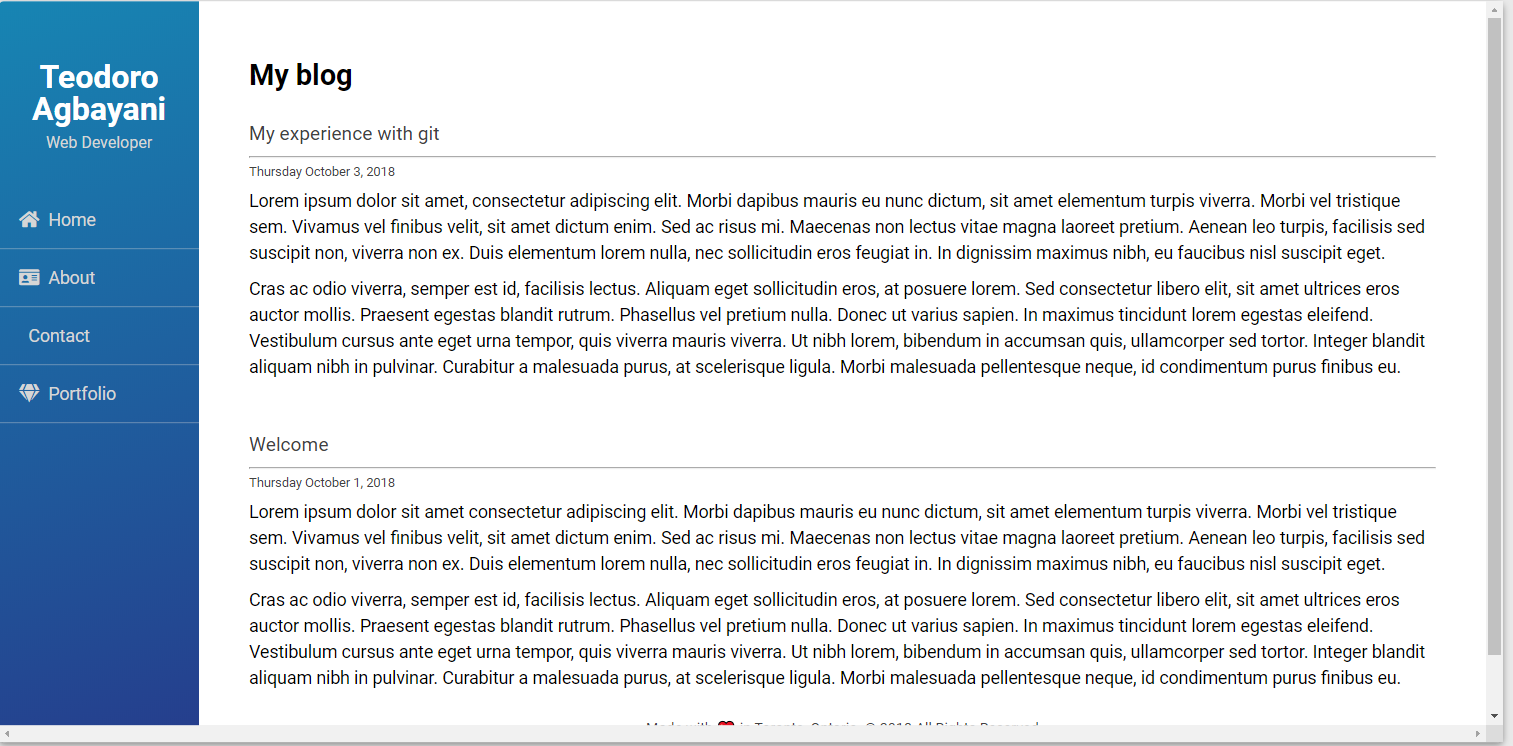 Teodoro
Agbayani
Web Developer
Home
About
Contact
Portfolio
My blog
My experience with git
Thursday October 3, 2018
Lorem ipsum dolor sit amet, consectetur adipiscing elit. Morbi dapibus mauris eu nunc dictum, sit amet elementum turpis viverra. Morbi vel tristique
sem. Vivamus vel finibus velit, sit amet dictum enim. Sed ac risus mi. Maecenas non lectus vitae magna laoreet pretium. Aenean leo turpis, facilisis sed
suscipit non, viverra non ex. Duis elementum lorem nulla, nec sollicitudin eros feugiat in. In dignissim maximus nibh, eu faucibus nisl suscipit eget.
Cras ac odio viverra, semper est id, facilisis lectus. Aliquam eget sollicitudin eros, at posuere lorem. Sed consectetur libero elit, sit amet ultrices eros
auctor mollis. Praesent egestas blandit rutrum. Phasellus vel pretium nulla. Donec ut varius sapien. In maximus tincidunt lorem egestas eleifend.
Vestibulum cursus ante eget urna tempor, quis viverra mauris viverra. Ut nibh lorem, bibendum in accumsan quis, ullamcorper sed tortor. Integer blandit
aliquam nibh in pulvinar. Curabitur a malesuada purus, at scelerisque ligula. Morbi malesuada pellentesque neque, id condimentum purus finibus eu.
Welcome
Thursday October 1, 2018
Lorem ipsum dolor sit amet consectetur adipiscing elit. Morbi dapibus mauris eu nunc dictum, sit amet elementum turpis viverra. Morbi vel tristique
sem. Vivamus vel finibus velit, sit amet dictum enim. Sed ac risus mi. Maecenas non lectus vitae magna laoreet pretium. Aenean leo turpis, facilisis sed
suscipit non, viverra non ex. Duis elementum lorem nulla, nec sollicitudin eros feugiat in. In dignissim maximus nibh, eu faucibus nisl suscipit eget.
Cras ac odio viverra, semper est id, facilisis lectus. Aliquam eget sollicitudin eros, at posuere lorem. Sed consectetur libero elit, sit amet ultrices eros
auctor mollis. Praesent egestas blandit rutrum. Phasellus vel pretium nulla. Donec ut varius sapien. In maximus tincidunt lorem egestas eleifend.
Vestibulum cursus ante eget urna tempor, quis viverra mauris viverra. Ut nibh lorem, bibendum in accumsan quis, ullamcorper sed tortor. Integer blandit
aliquam nibh in pulvinar. Curabitur a malesuada purus, at scelerisque ligula. Morbi malesuada pellentesque neque, id condimentum purus finibus eu.
Made with ❤ in Toronto, Ontario. © 2018 All Rights Reserved